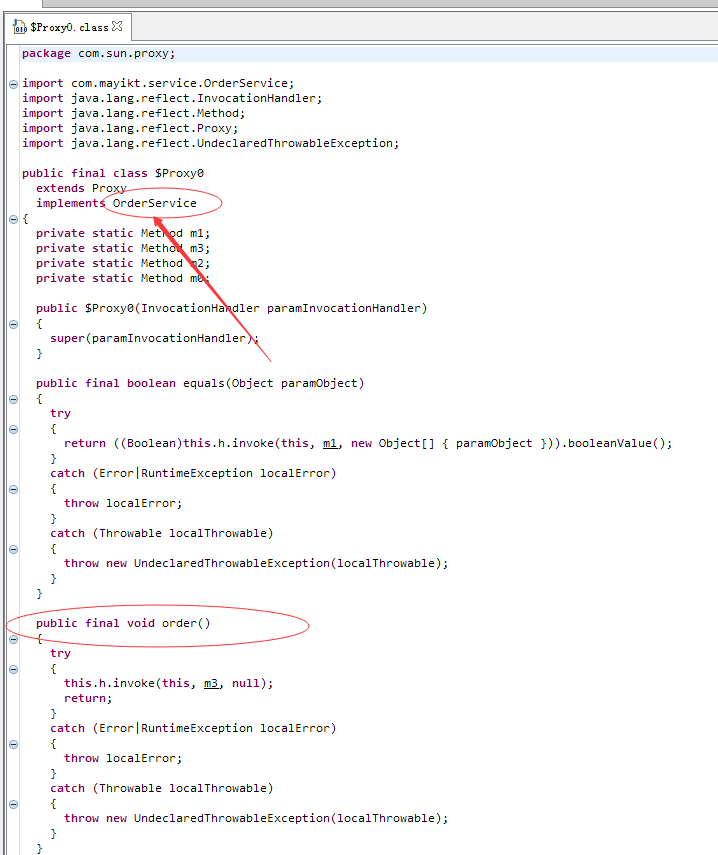 $Proxy0.class
package com.sun.proxy;
import com.mayikt.service.OrderService;
import java.lang.reflect.InvocationHandler;
import java.lang.reflect.Method;
import java.lang.reflect.Proxy;
import java.lang.reflect.UndeclaredThrowableException;
public final class $Proxy0
extends Proxy
implements OrderService
{
private static Method m1;
private static Method m3;
private static Method m2;
private static Method m0;
public $Proxy0(InvocationHandler paramInvocationHandler)
{
super(paramInvocationHandler);
}
public final boolean equals(Object paramObject)
{
try
{
return ((Boolean)this.h.invoke(this, m1, new Object[] { paramObject })).booleanValue();
}
catch (Error|RuntimeException localError)
{
throw localError;
}
catch (Throwable localThrowable)
{
throw new UndeclaredThrowableException(localThrowable);
}
}
public final void order()
{
try
{
this.h.invoke(this, m3, null);
return;
}
catch (Error|RuntimeException localError)
{
throw localError;
}
catch (Throwable localThrowable)
{
throw new UndeclaredThrowableException(localThrowable);
}
}